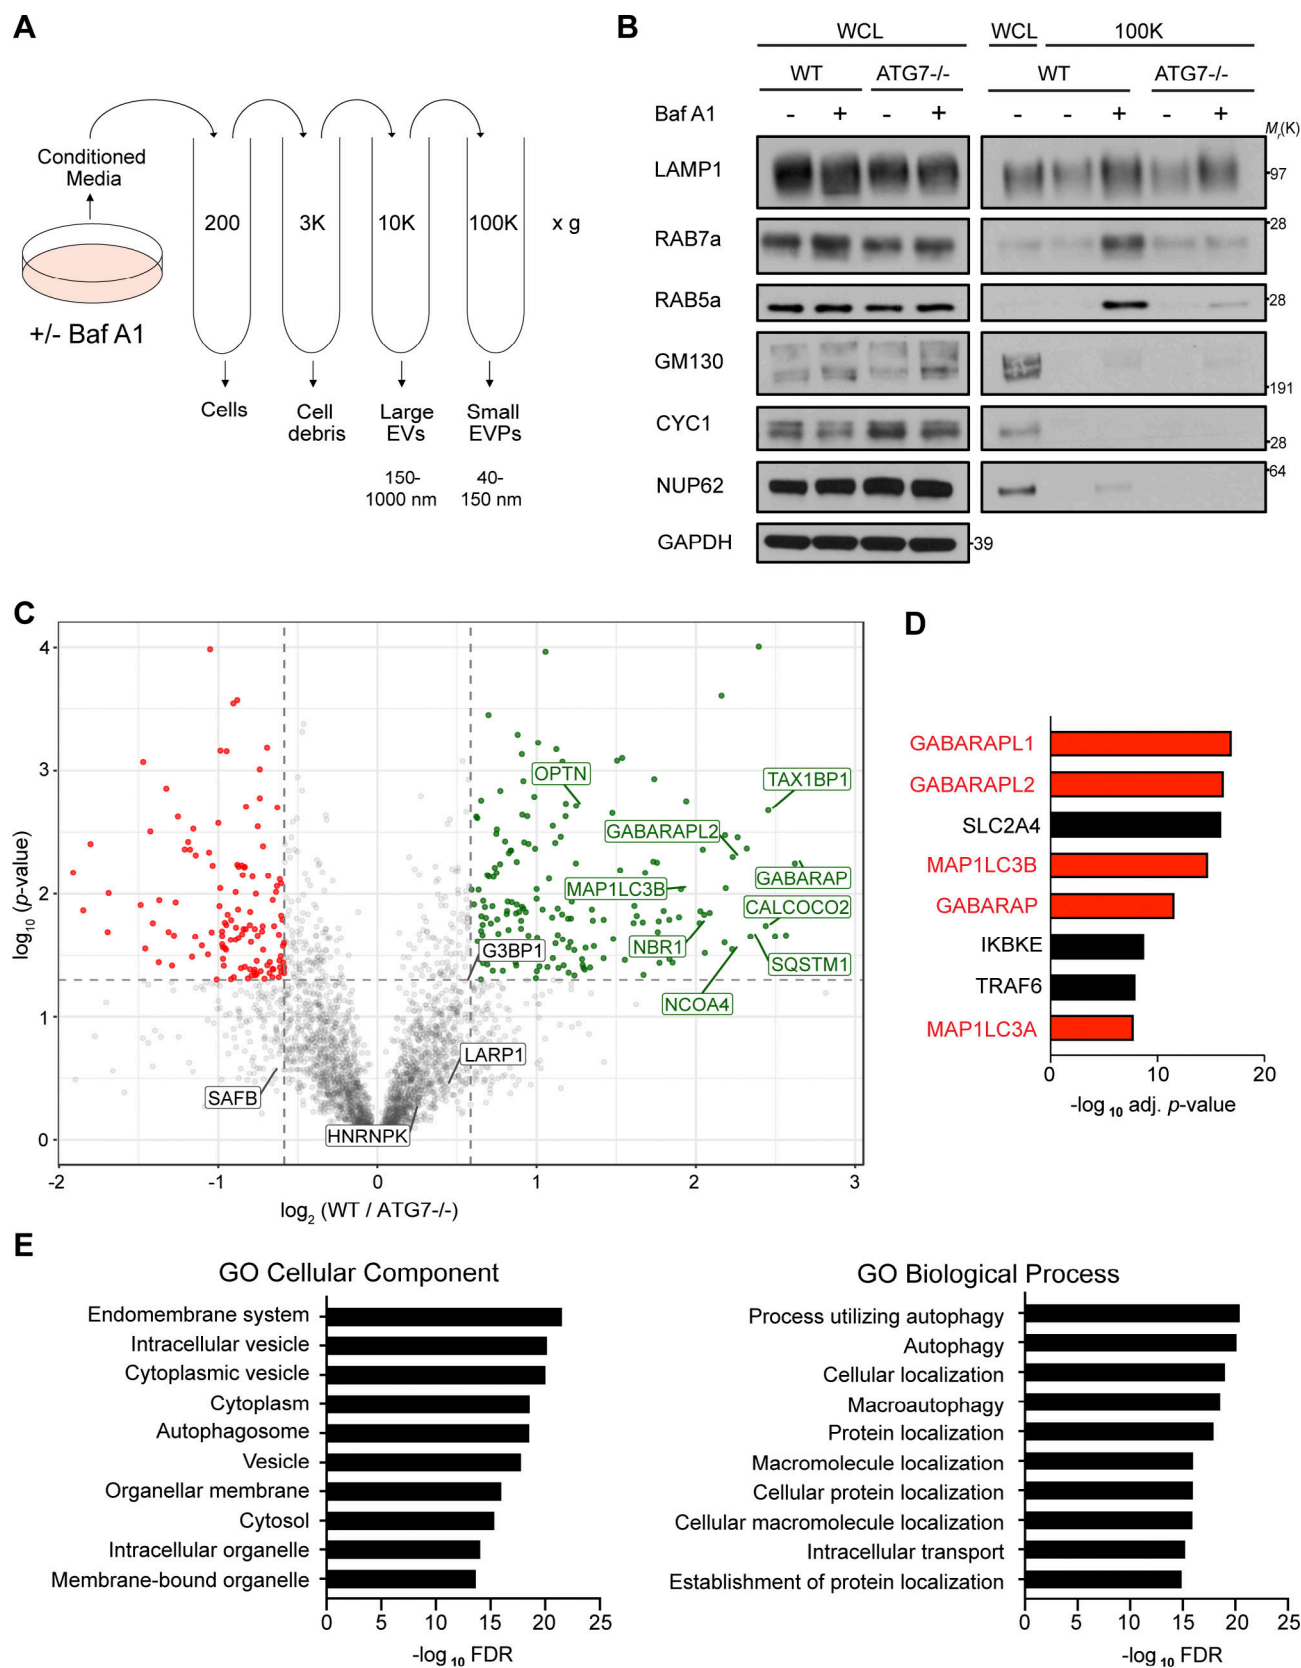 A
Conditioned
Media
+/- Baf A1
200
3K
10K
100K
x g
Cells
Cell
debris
Large
EVs
Small
EVPs
150-
1000 nm
40-
150 nm
B
WCL
WCL
100K
WT
ATG7-/-
WT
ATG7-/-
Baf A1
- + - + - - + - +
Mr(K)
LAMP1
97
RAB7a
28
RAB5a
28
GM130
191
CYC1
28
NUP62
64
GAPDH
39
C
4
3
2
1
0
-2 -1 0 1 2 3
log10 (p-value)
log2 (WT / ATG7-/-)
OPTN
TAX1BP1
GABARAPL2
GABARAP
MAP1LC3B
CALCOCO2
NBR1
G3BP1
SQSTM1
NCOA4
LARP1
SAFB
HNRNPK
D
GABARAPL1
GABARAPL2
SLC2A4
MAP1LC3B
GABARAP
IKBKE
TRAF6
MAP1LC3A
0 10 20
-log10 adj. p-value
E
GO Cellular Component
Endomembrane system
Intracellular vesicle
Cytoplasmic vesicle
Cytoplasm
Autophagosome
Vesicle
Organellar membrane
Cytosol
Intracellular organelle
Membrane-bound organelle
0 5 10 15 20 25
-log10 FDR
GO Biological Process
Process utilizing autophagy
Autophagy
Cellular localization
Macroautophagy
Protein localization
Macromolecule localization
Cellular protein localization
Cellular macromolecule localization
Intracellular transport
Establishment of protein localization
0 5 10 15 20 25
-log10 FDR